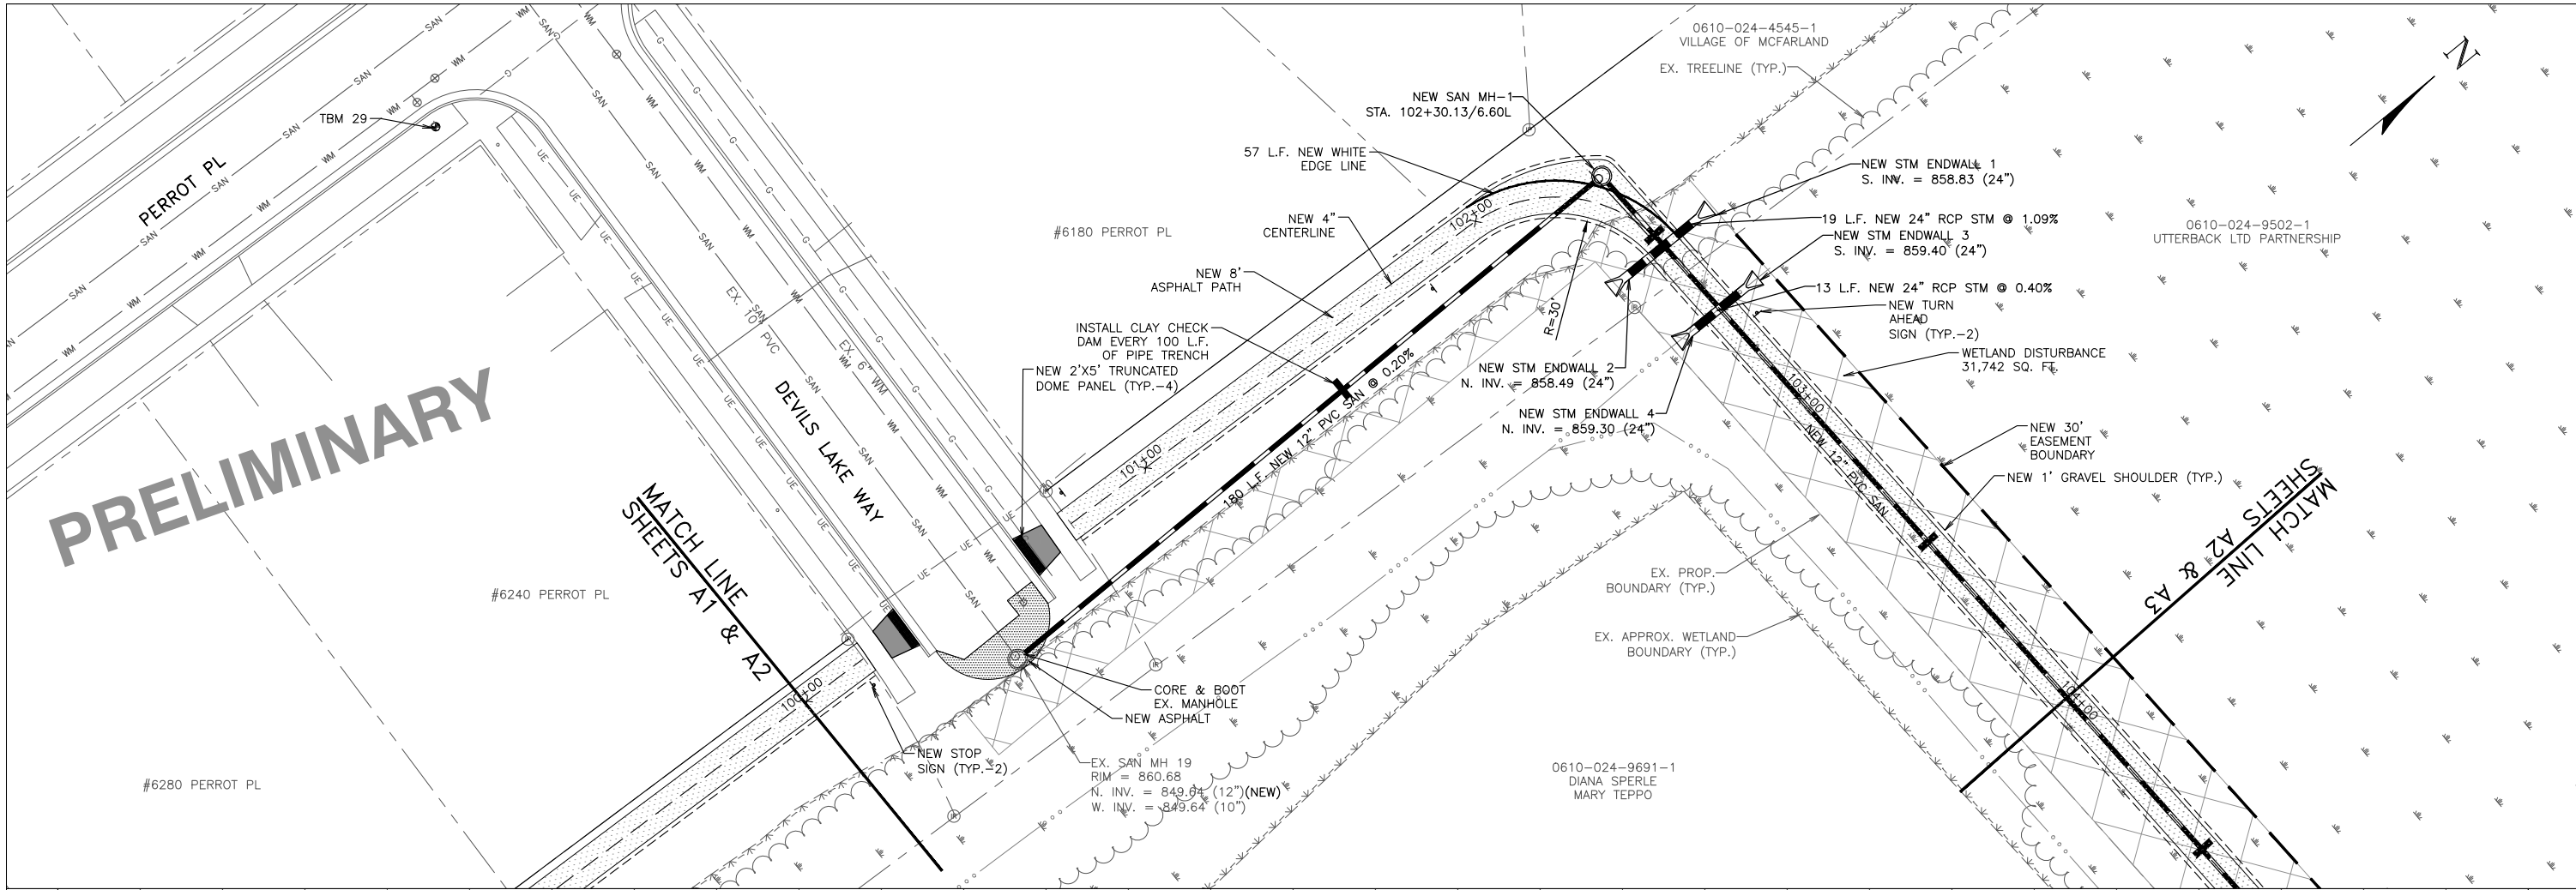 0610-024-4545-1
VILLAGE OF MCFARLAND
EX. TREELINE (TYP.)
N
NEW SAN MH-1
STA. 102+30.13/6.60L
TBM 29
57 L.F. NEW WHITE
EDGE LINE
NEW STM ENDWALL 1
S. INV. = 858.83 (24")
PERROT PL
NEW 4"
CENTERLINE
102+00
19 L.F. NEW 24" RCP STM @ 1.09%
NEW STM ENDWALL 3
S. INV. = 859.40 (24")
0610-024-9502-1
UTTERBACK LTD PARTNERSHIP
#6180 PERROT PL
NEW 8'
ASPHALT PATH
13 L.F. NEW 24" RCP STM @ 0.40%
NEW TURN
AHEAD
SIGN (TYP.-2)
EX. 10" PVC
EX. 6" WM
INSTALL CLAY CHECK
DAM EVERY 100 L.F.
OF PIPE TRENCH
R=30'
NEW 2'X5' TRUNCATED
DOME PANEL (TYP.-4)
WETLAND DISTURBANCE
31,742 SQ. FT.
NEW STM ENDWALL 2
N. INV. = 858.49 (24")
NEW STM ENDWALL 4
N. INV. = 859.30 (24")
DEVILS LAKE WAY
PRELIMINARY
101+00
180 L.F. NEW 12" PVC SAN @ 0.20%
103+00
NEW 12" PVC SAN
NEW 30'
EASEMENT
BOUNDARY
NEW 1' GRAVEL SHOULDER (TYP.)
MATCH LINE
SHEETS A1 & A2
MATCH LINE
SHEETS A2 & A3
#6240 PERROT PL
EX. PROP.
BOUNDARY (TYP.)
EX. APPROX. WETLAND
BOUNDARY (TYP.)
100+00
104+00
CORE & BOOT
EX. MANHOLE
NEW ASPHALT
NEW STOP
SIGN (TYP.-2)
EX. SAN MH 19
RIM = 860.68
N. INV. = 849.64 (12")(NEW)
W. INV. = 849.64 (10")
0610-024-9691-1
DIANA SPERLE
MARY TEPPO
#6280 PERROT PL